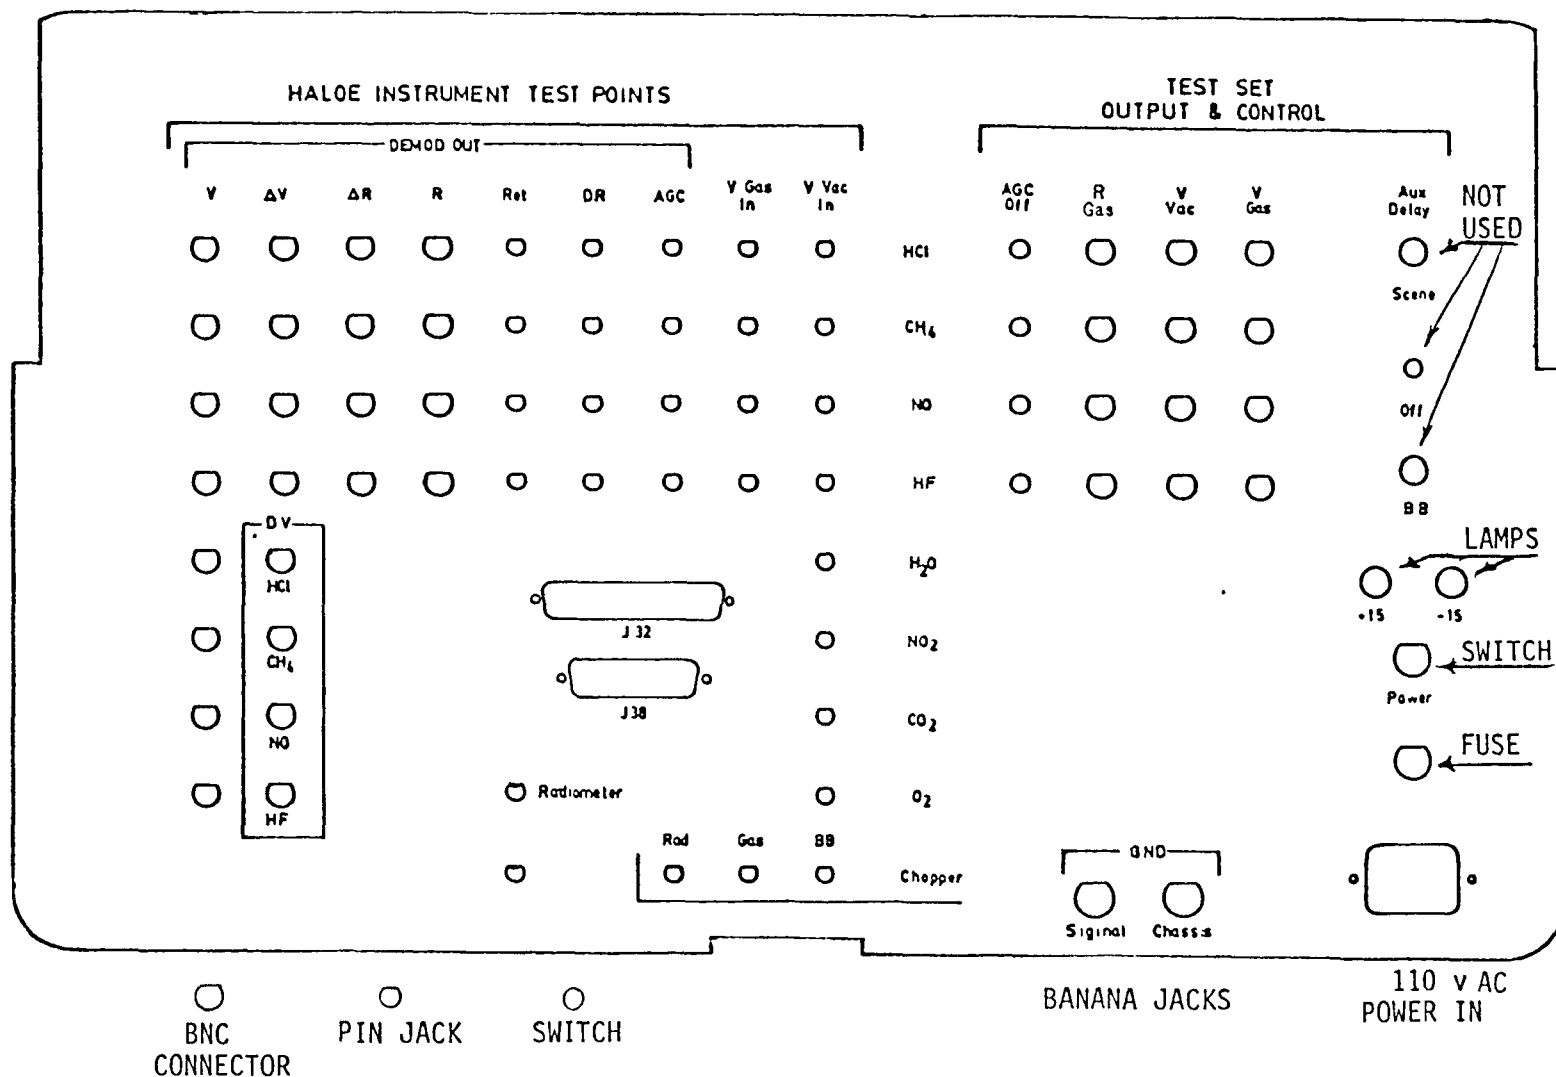 HALOE INSTRUMENT TEST POINTS
TEST SET
OUTPUT & CONTROL
DEMOD OUT
V ΔV ΔR R Ret DR AGC V Gas In V Vac In
AGC Off R Gas V Vac V Gas Aux Delay
NOT
USED
HCl
Scene
CH4
NO
Off
HF
BB
DV
HCl
CH4
NO
HF
H2O
LAMPS
+15 -15
J32
NO2
SWITCH
Power
J38
CO2
FUSE
Radiometer
O2
Rad Gas BB
Chopper
GND
Siginal Chassis
BNC
CONNECTOR
PIN JACK
SWITCH
BANANA JACKS
110 v AC
POWER IN